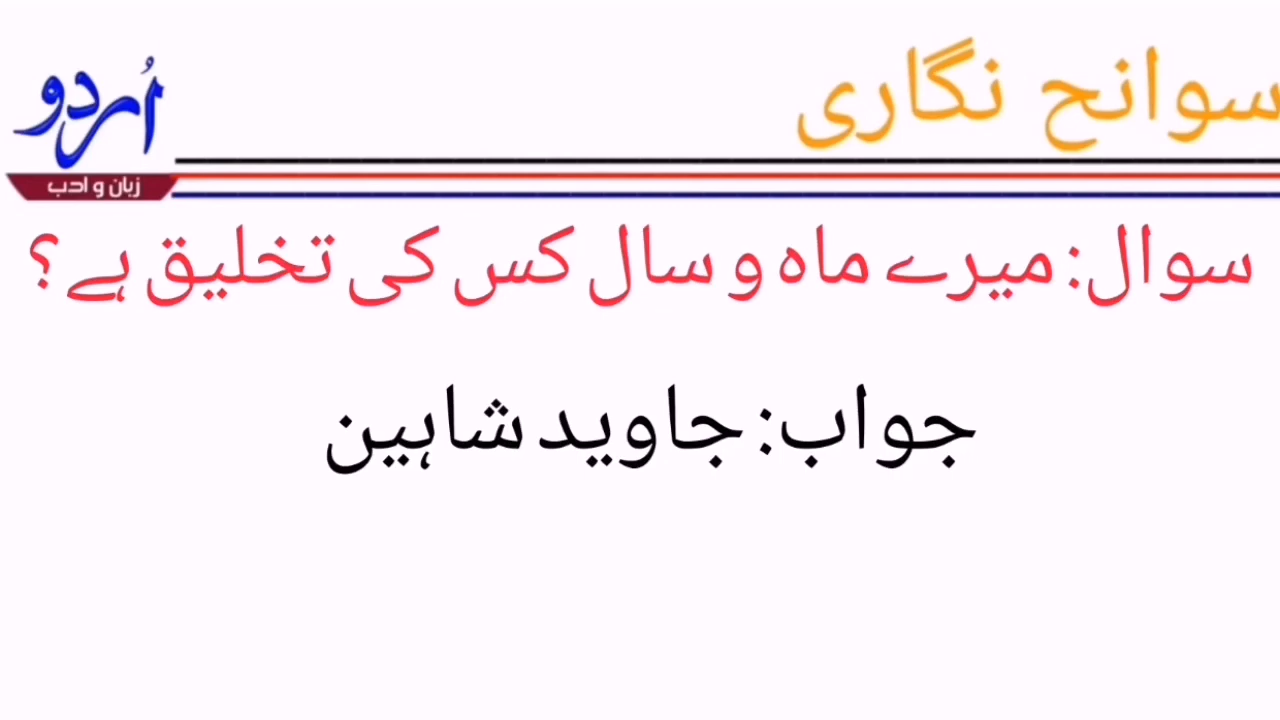 سوانح نگاری
اُردو
زبان و ادب
سوال: میرے ماہ و سال کس کی تخلیق ہے؟
جواب: جاوید شاہین